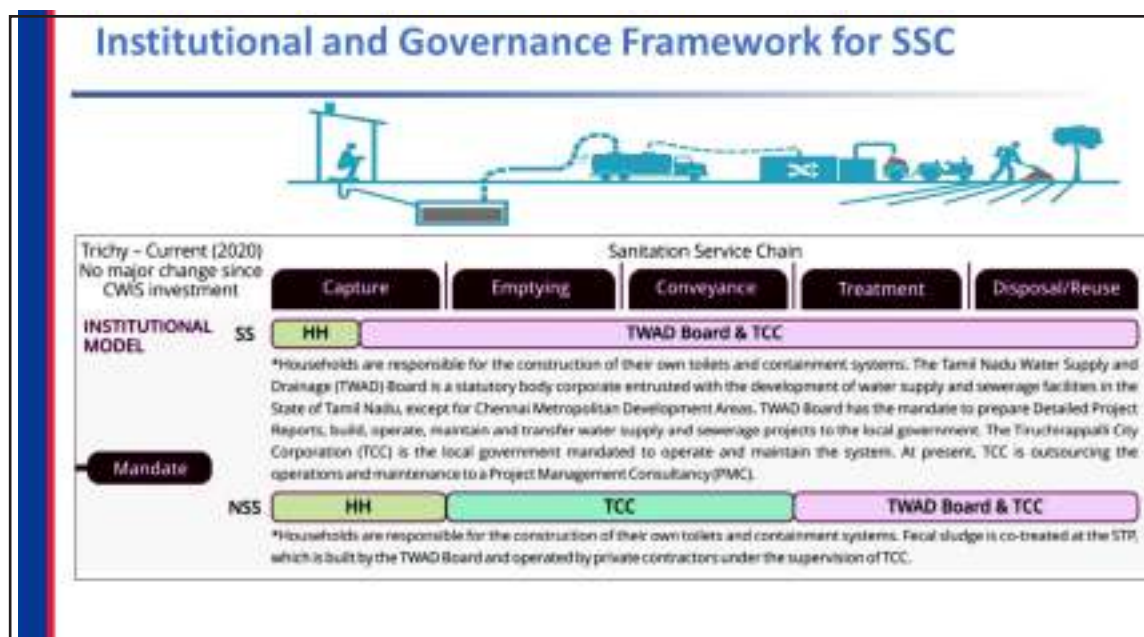 Institutional and Governance Framework for SSC
Trichy – Current (2020)
No major change since
CWIS investment
Sanitation Service Chain
Capture
Emptying
Conveyance
Treatment
Disposal/Reuse
INSTITUTIONAL
MODEL
SS
HH
TWAD Board & TCC
*Households are responsible for the construction of their own toilets and containment systems. The Tamil Nadu Water Supply and
Drainage (TWAD) Board is a statutory body corporate entrusted with the development of water supply and sewerage facilities in the
State of Tamil Nadu, except for Chennai Metropolitan Development Areas. TWAD Board has the mandate to prepare Detailed Project
Reports, build, operate, maintain and transfer water supply and sewerage projects to the local government. The Tiruchirappalli City
Corporation (TCC) is the local government mandated to operate and maintain the system. At present, TCC is outsourcing the
operations and maintenance to a Project Management Consultancy (PMC).
Mandate
NSS
HH
TCC
TWAD Board & TCC
*Households are responsible for the construction of their own toilets and containment systems. Fecal sludge is co-treated at the STP,
which is built by the TWAD Board and operated by private contractors under the supervision of TCC.